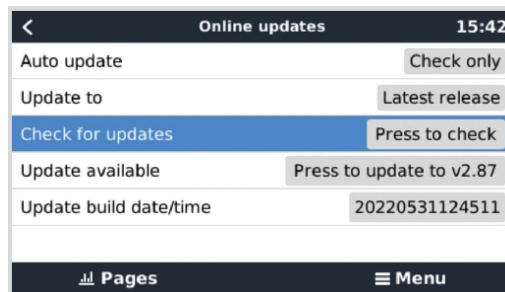 Online updates 15:42
Auto update Check only
Update to Latest release
Check for updates Press to check
Update available Press to update to v2.87
Update build date/time 20220531124511
Pages Menu